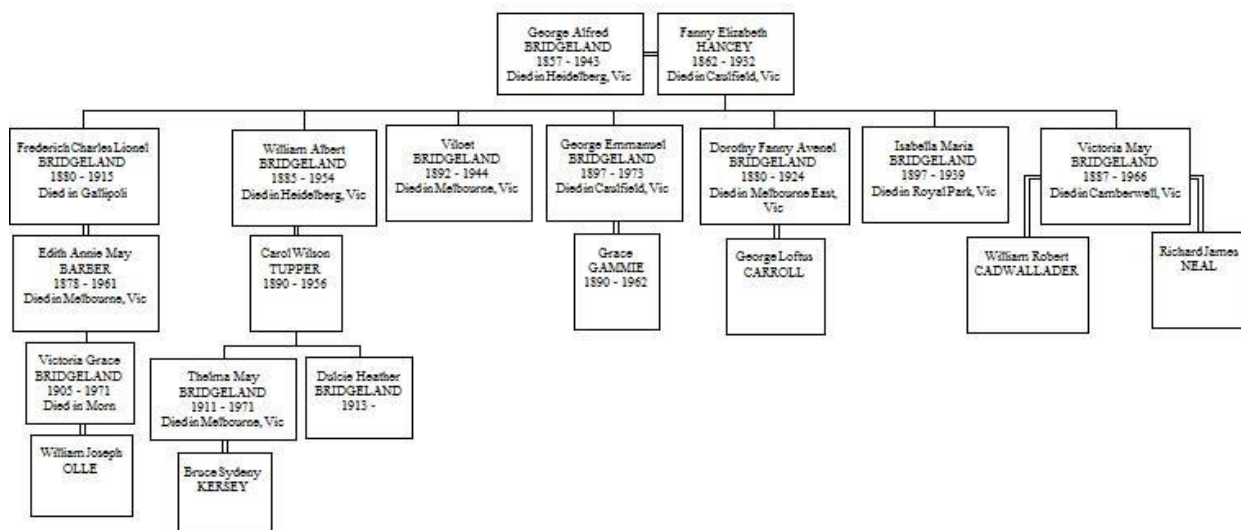 George Alfred
BRIDGELAND
1857 - 1943
Died in Heidelberg, Vic
Fanny Elizabeth
HANCEY
1862 - 1932
Died in Caulfield, Vic
Frederich Charles Lionel
BRIDGELAND
1880 - 1915
Died in Gallipoli
William Albert
BRIDGELAND
1885 - 1954
Died in Heidelberg, Vic
Viloet
BRIDGELAND
1892 - 1944
Died in Melbourne, Vic
George Emmanuel
BRIDGELAND
1897 - 1973
Died in Caulfield, Vic
Dorothy Fanny Avenel
BRIDGELAND
1880 - 1924
Died in Melbourne East,
Vic
Isabella Maria
BRIDGELAND
1897 - 1939
Died in Royal Park, Vic
Victoria May
BRIDGELAND
1887 - 1966
Died in Camberwell, Vic
Edith Annie May
BARBER
1878 - 1961
Died in Melbourne, Vic
Carol Wilson
TUPPER
1890 - 1956
Grace
GAMMIE
1890 - 1962
George Loftus
CARROLL
William Robert
CADWALLADER
Richard James
NEAL
Victoria Grace
BRIDGELAND
1905 - 1971
Died in Morn
Thelma May
BRIDGELAND
1911 - 1971
Died in Melbourne, Vic
Dulcie Heather
BRIDGELAND
1913 -
William Joseph
OLLE
Bruce Sydeny
KERSEY